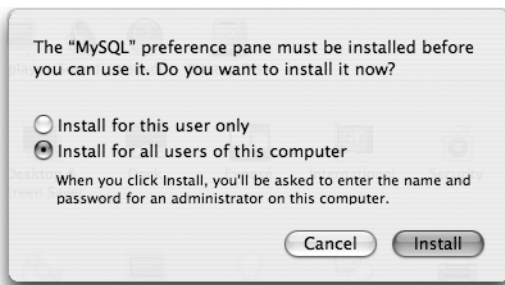 The “MySQL” preference pane must be installed before
you can use it. Do you want to install it now?
Install for this user only
Install for all users of this computer
When you click Install, you'll be asked to enter the name and
password for an administrator on this computer.
Cancel
Install